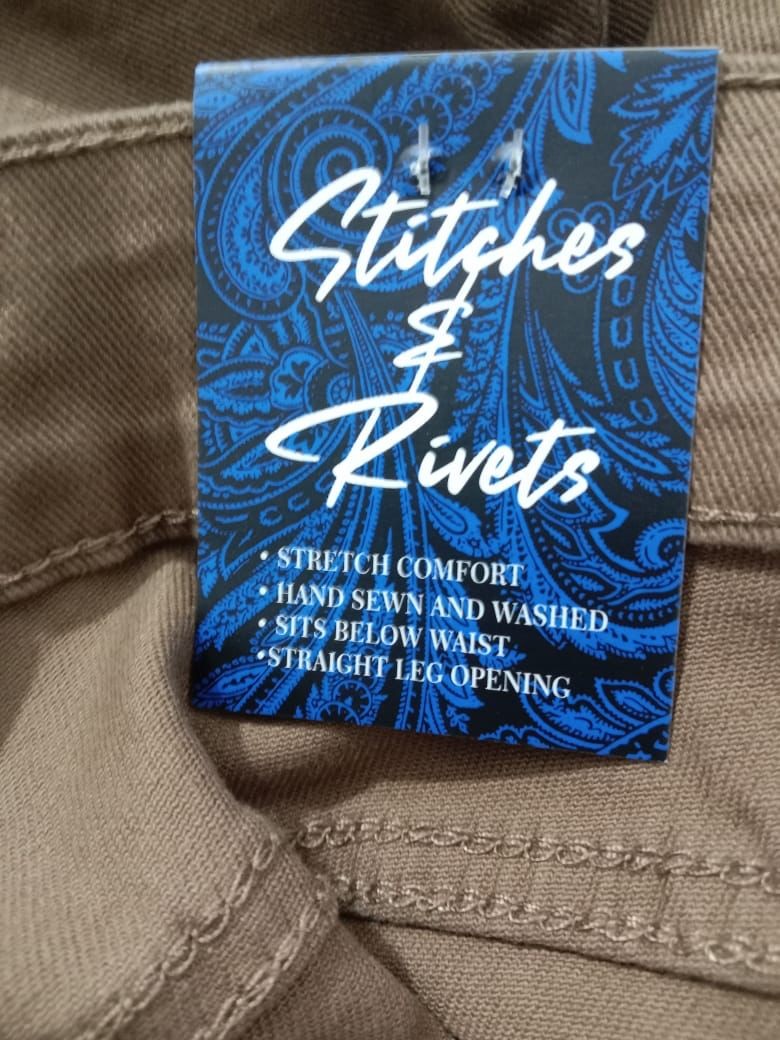 Stitches
&
Rivets
• STRETCH COMFORT
• HAND SEWN AND WASHED
• SITS BELOW WAIST
•STRAIGHT LEG OPENING